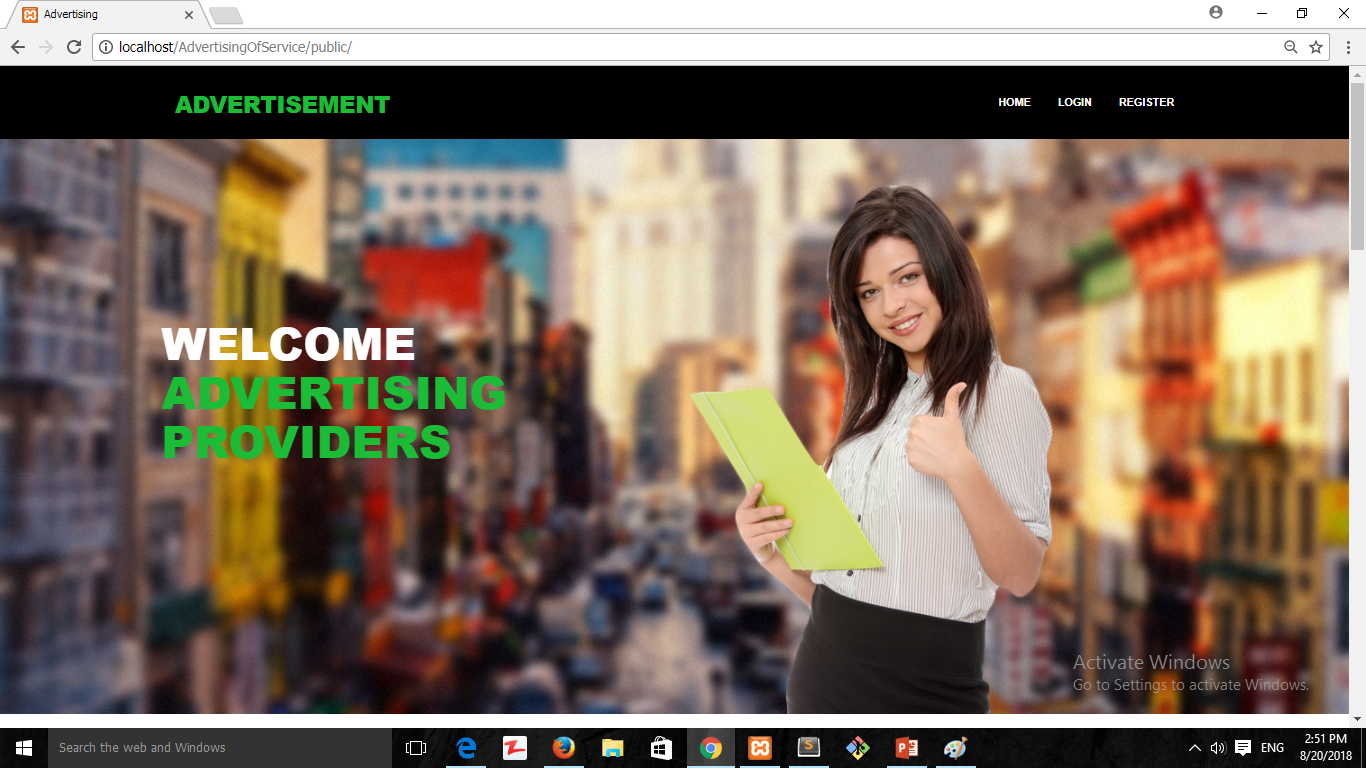 Advertising
localhost/AdvertisingOfService/public/
ADVERTISEMENT
HOME LOGIN REGISTER
WELCOME
ADVERTISING
PROVIDERS
Activate Windows
Go to Settings to activate Windows.
Search the web and Windows
ENG
2:51 PM
8/20/2018